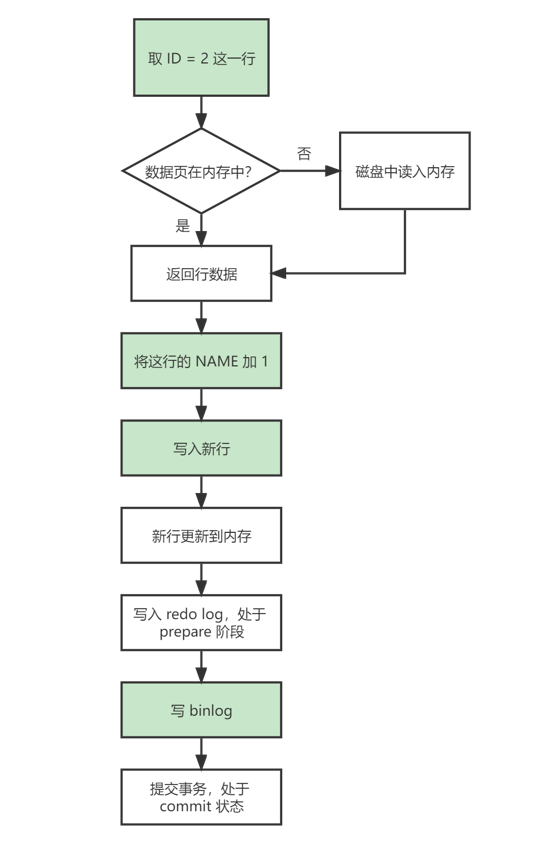 取 ID = 2 这一行
数据页在内存中?
否
磁盘中读入内存
是
返回行数据
将这行的 NAME 加 1
写入新行
新行更新到内存
写入 redo log，处于
prepare 阶段
写 binlog
提交事务，处于
commit 状态